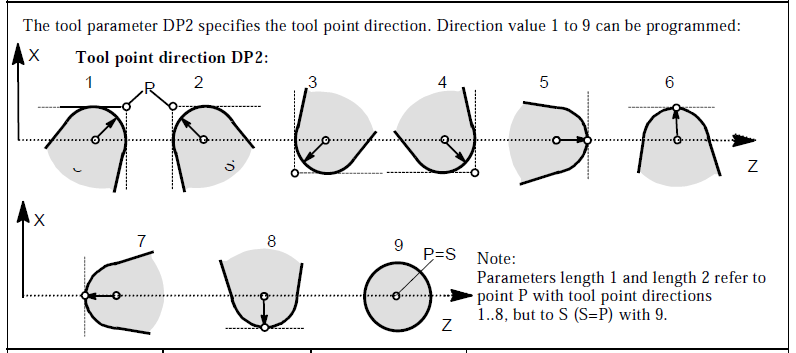 The tool parameter DP2 specifies the tool point direction. Direction value 1 to 9 can be programmed:
X
Tool point direction DP2:
1
R
2
3
4
5
6
S
Z
X
7
8
9
P=S
Note:
Parameters length 1 and length 2 refer to
point P with tool point directions
1..8, but to S (S=P) with 9.
Z